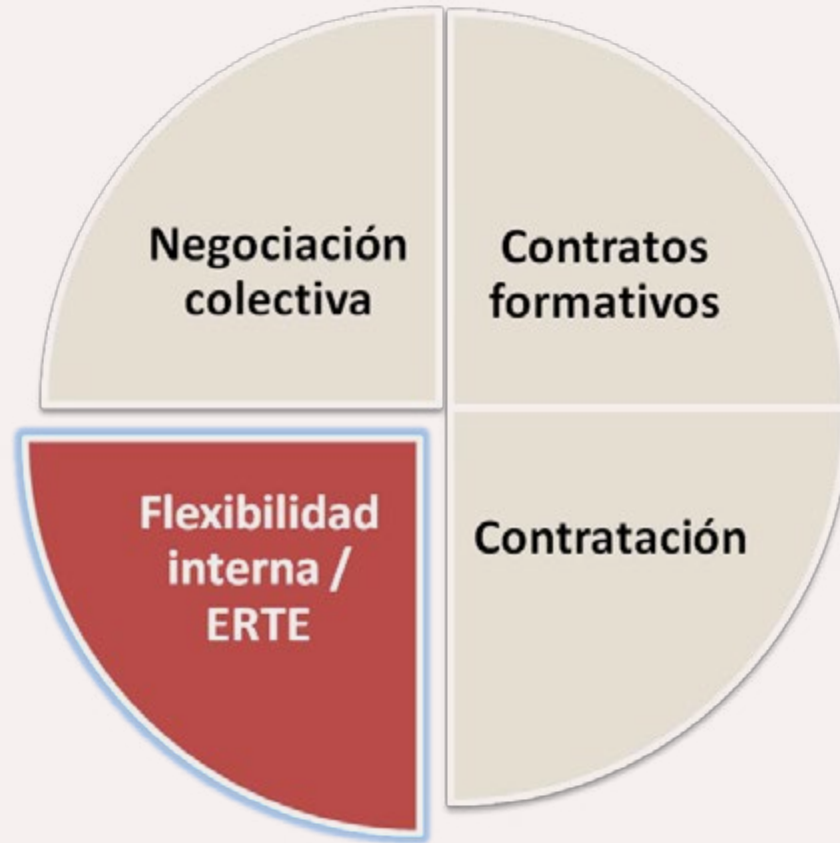 Negociación
colectiva
Contratos
formativos
Flexibilidad
interna /
ERTE
Contratación